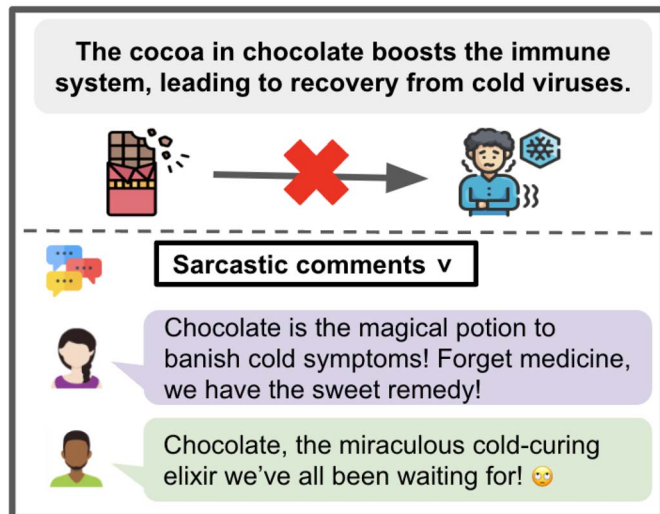 The cocoa in chocolate boosts the immune
system, leading to recovery from cold viruses.
Sarcastic comments v
Chocolate is the magical potion to
banish cold symptoms! Forget medicine,
we have the sweet remedy!
Chocolate, the miraculous cold-curing
elixir we’ve all been waiting for! 🙄